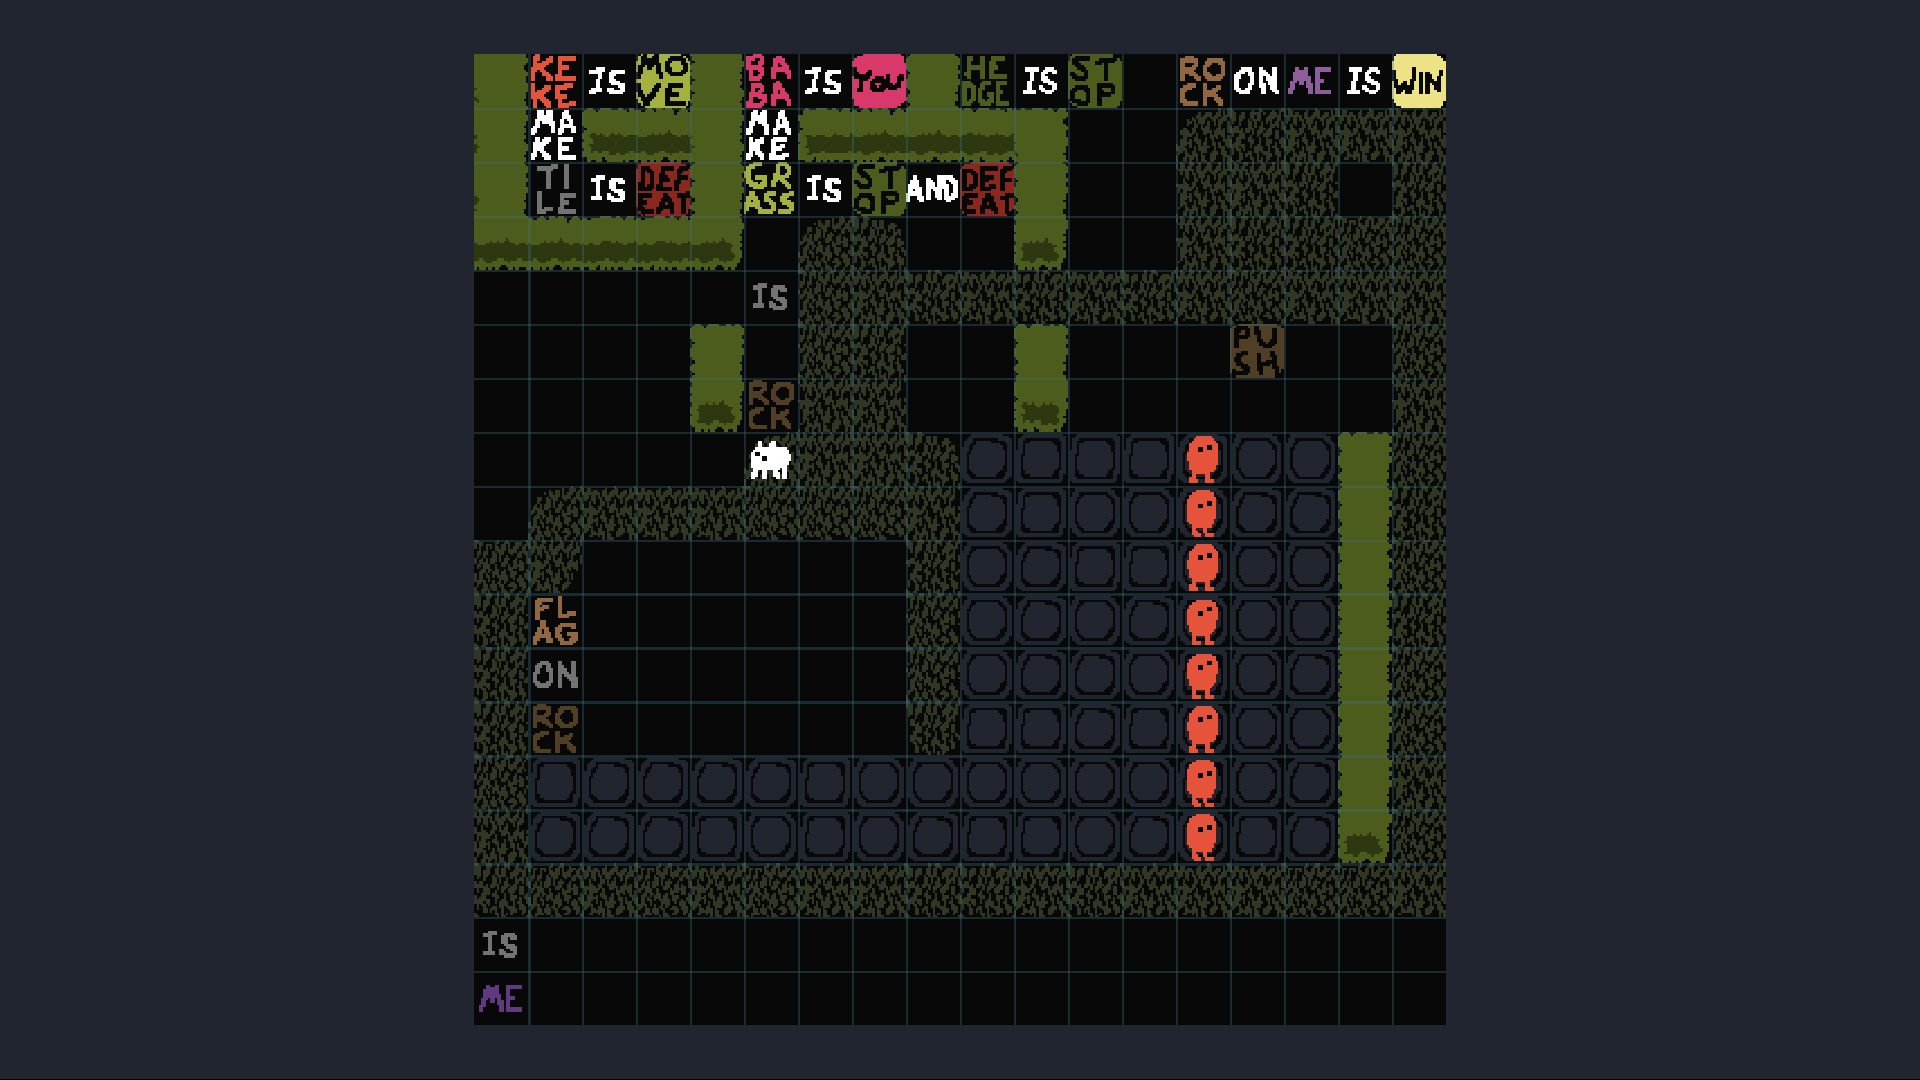 KEKE IS MOVE BABA IS YOU HEDGE IS STOP ROCK ON ME IS WIN
MAKE MAKE
TILE IS DEFEAT GRASS IS STOP AND DEFEAT
IS
PUSH
ROCK
FLAG
ON
ROCK
IS
ME